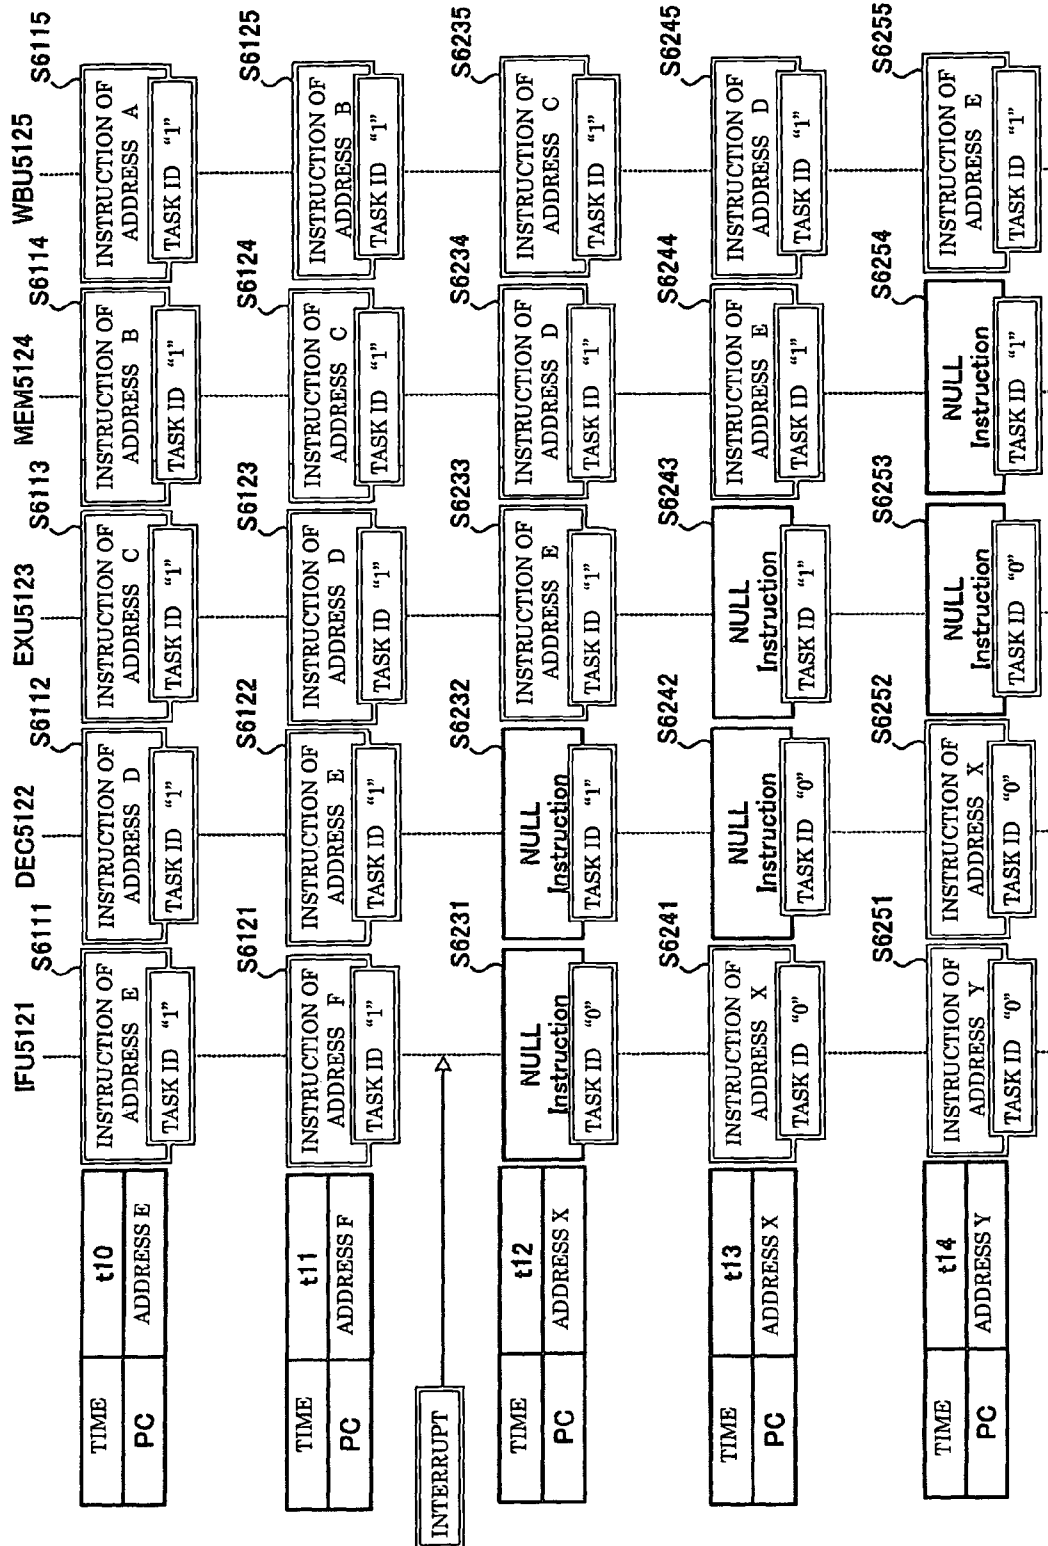 IFU5121
DEC5122
EXU5123
MEM5124
WBU5125
TIME
t10
PC
ADDRESS E
S6111
INSTRUCTION OF
ADDRESS E
TASK ID "1"
S6112
INSTRUCTION OF
ADDRESS D
TASK ID "1"
S6113
INSTRUCTION OF
ADDRESS C
TASK ID "1"
S6114
INSTRUCTION OF
ADDRESS B
TASK ID "1"
S6115
INSTRUCTION OF
ADDRESS A
TASK ID "1"
TIME
t11
PC
ADDRESS F
S6121
INSTRUCTION OF
ADDRESS F
TASK ID "1"
S6122
INSTRUCTION OF
ADDRESS E
TASK ID "1"
S6123
INSTRUCTION OF
ADDRESS D
TASK ID "1"
S6124
INSTRUCTION OF
ADDRESS C
TASK ID "1"
S6125
INSTRUCTION OF
ADDRESS B
TASK ID "1"
INTERRUPT
TIME
t12
PC
ADDRESS X
S6231
NULL
Instruction
TASK ID "0"
S6232
NULL
Instruction
TASK ID "1"
S6233
INSTRUCTION OF
ADDRESS E
TASK ID "1"
S6234
INSTRUCTION OF
ADDRESS D
TASK ID "1"
S6235
INSTRUCTION OF
ADDRESS C
TASK ID "1"
TIME
t13
PC
ADDRESS X
S6241
INSTRUCTION OF
ADDRESS X
TASK ID "0"
S6242
NULL
Instruction
TASK ID "0"
S6243
NULL
Instruction
TASK ID "1"
S6244
INSTRUCTION OF
ADDRESS E
TASK ID "1"
S6245
INSTRUCTION OF
ADDRESS D
TASK ID "1"
TIME
t14
PC
ADDRESS Y
S6251
INSTRUCTION OF
ADDRESS Y
TASK ID "0"
S6252
INSTRUCTION OF
ADDRESS X
TASK ID "0"
S6253
NULL
Instruction
TASK ID "0"
S6254
NULL
Instruction
TASK ID "1"
S6255
INSTRUCTION OF
ADDRESS E
TASK ID "1"